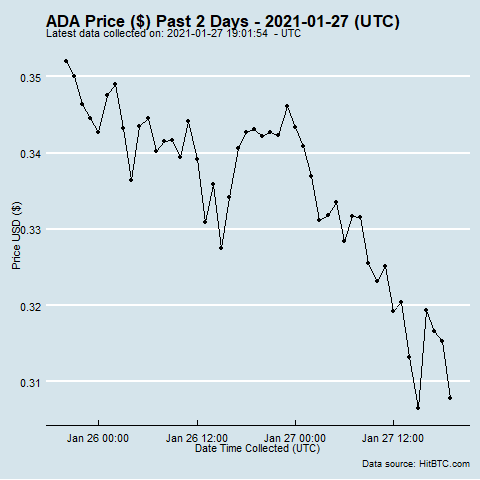 ADA Price ($) Past 2 Days - 2021-01-27 (UTC)
Latest data collected on: 2021-01-27 19:01:54 - UTC
0.35
0.34
0.33
0.32
0.31
Price USD ($)
Jan 26 00:00 Jan 26 12:00 Jan 27 00:00 Jan 27 12:00
Date Time Collected (UTC)
Data source: HitBTC.com